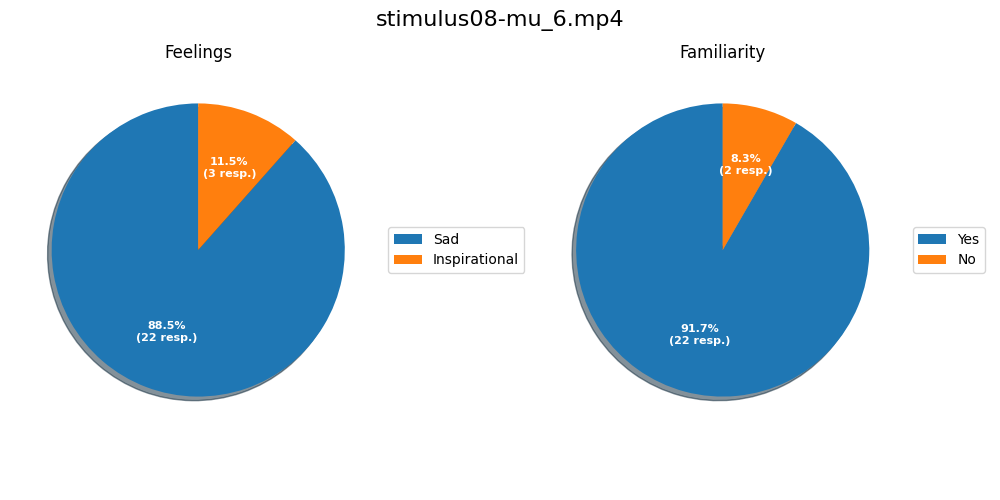 stimulus08-mu_6.mp4
Feelings
11.5%
(3 resp.)
88.5%
(22 resp.)
Sad
Inspirational
Familiarity
8.3%
(2 resp.)
91.7%
(22 resp.)
Yes
No